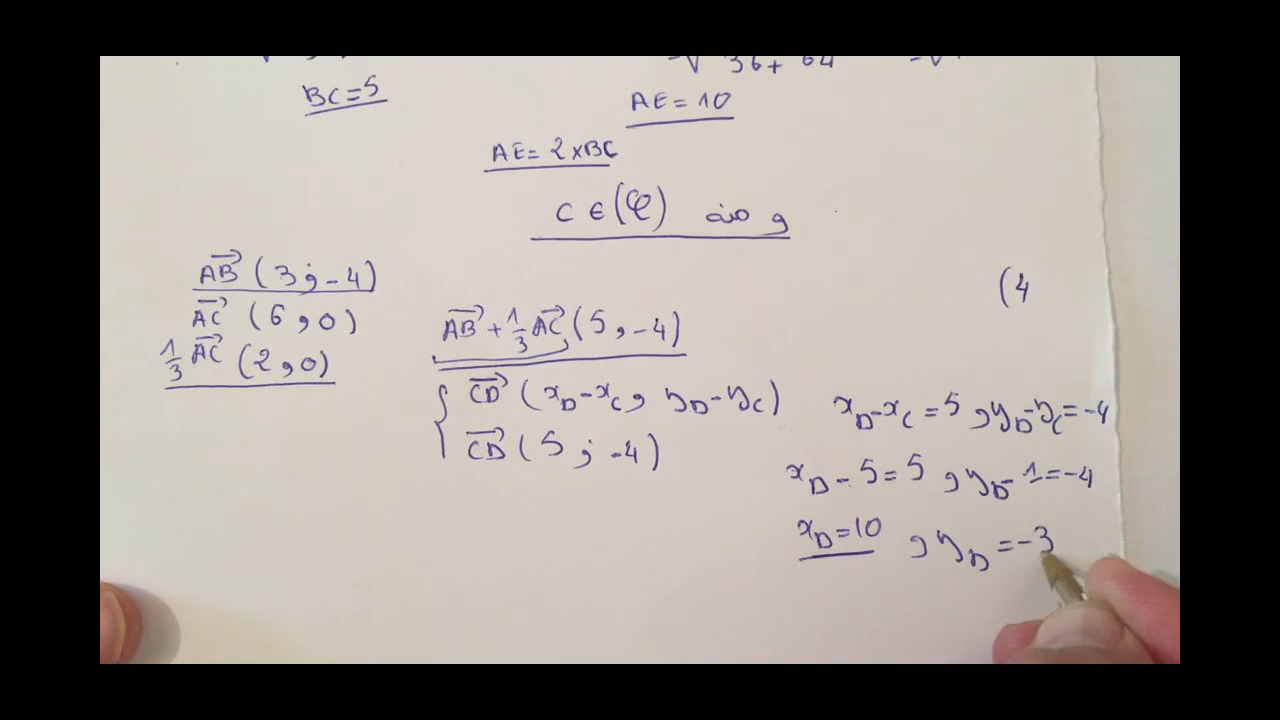 36+ 64
BC=5
AE=10
AE=2×BC
C∈(𝒞) منه و
(4
AB→ (3;-4)
AC→ (6,0)
1/3 AC→ (2,0)
AB→+1/3 AC→ (5,-4)
{ CD→ (x_D-x_C, y_D-y_C)
CD→ (5;-4)
x_D-x_C=5, y_D-y_C=-4
x_D-5=5, y_D-1=-4
x_D=10, y_D=-3